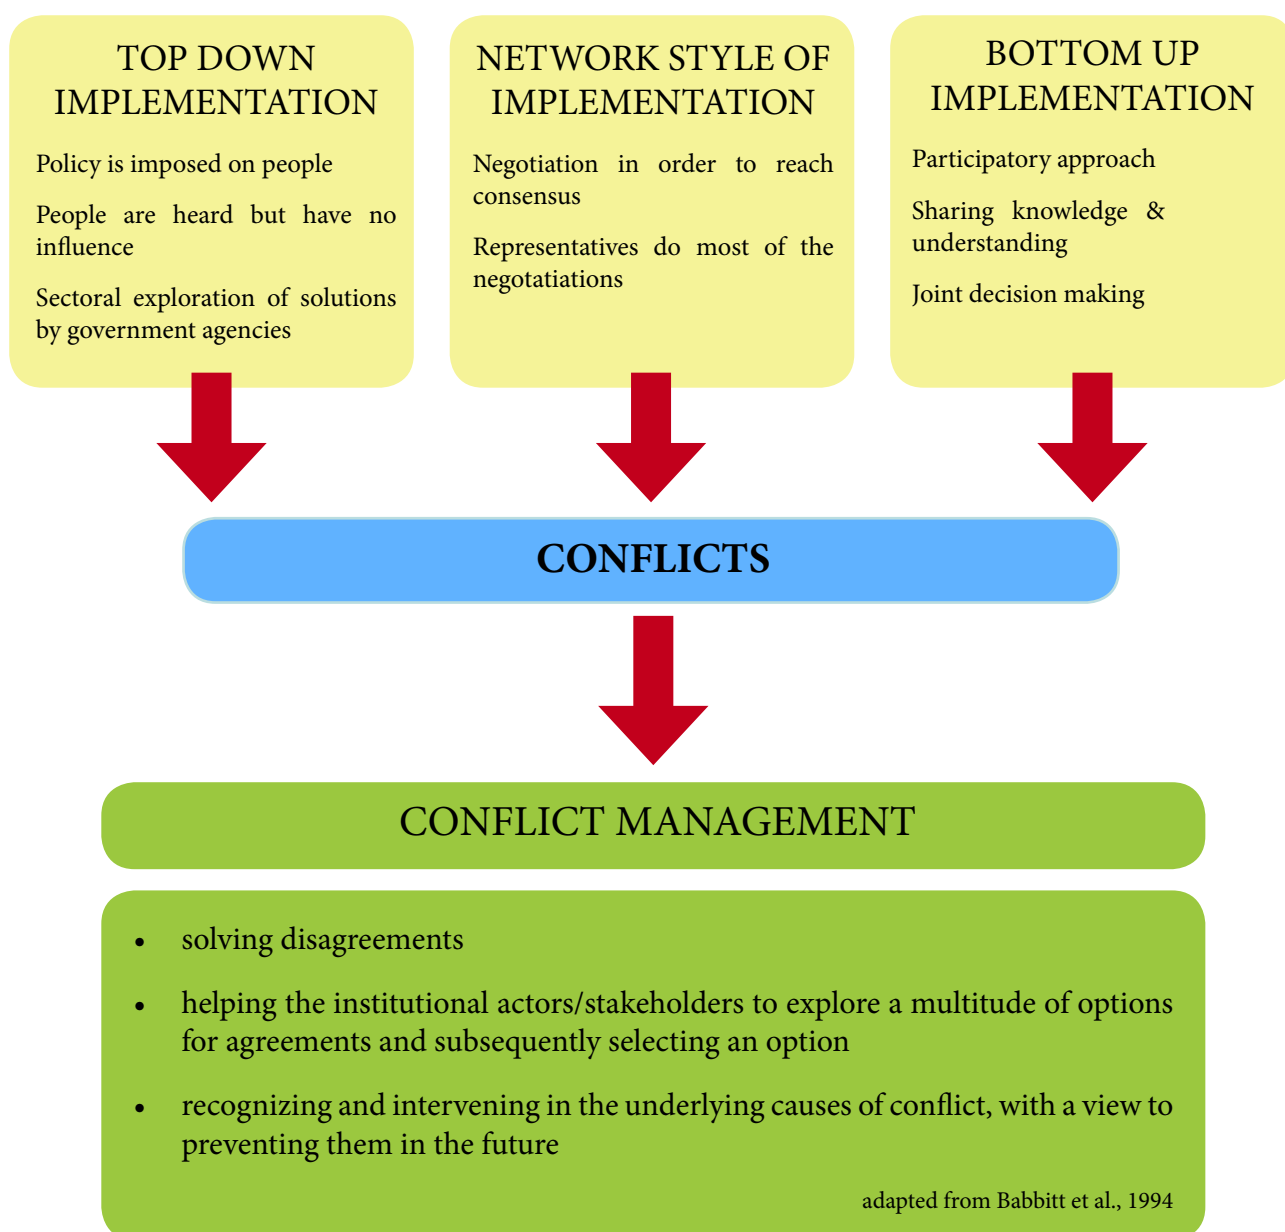 TOP DOWN
IMPLEMENTATION
Policy is imposed on people
People are heard but have no
influence
Sectoral exploration of solutions
by government agencies
NETWORK STYLE OF
IMPLEMENTATION
Negotiation in order to reach
consensus
Representatives do most of the
negotatiations
BOTTOM UP
IMPLEMENTATION
Participatory approach
Sharing knowledge &
understanding
Joint decision making
CONFLICTS
CONFLICT MANAGEMENT
• solving disagreements
• helping the institutional actors/stakeholders to explore a multitude of options
for agreements and subsequently selecting an option
• recognizing and intervening in the underlying causes of conflict, with a view to
preventing them in the future
adapted from Babbitt et al., 1994